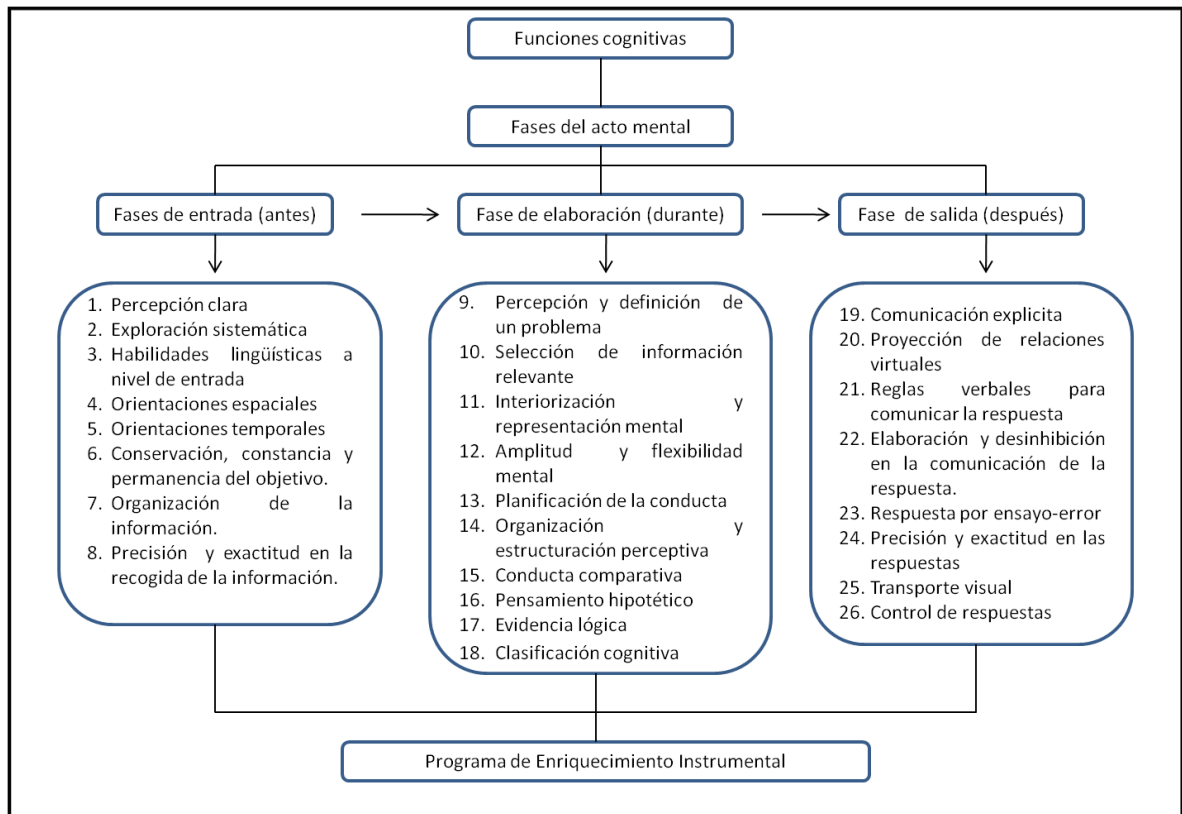 Funciones cognitivas
Fases del acto mental
Fases de entrada (antes)
Fase de elaboración (durante)
Fase de salida (después)
1. Percepción clara
2. Exploración sistemática
3. Habilidades lingüísticas a
nivel de entrada
4. Orientaciones espaciales
5. Orientaciones temporales
6. Conservación, constancia y
permanencia del objetivo.
7. Organización de la
información.
8. Precisión y exactitud en la
recogida de la información.
9. Percepción y definición de
un problema
10. Selección de información
relevante
11. Interiorización y
representación mental
12. Amplitud y flexibilidad
mental
13. Planificación de la conducta
14. Organización y
estructuración perceptiva
15. Conducta comparativa
16. Pensamiento hipotético
17. Evidencia lógica
18. Clasificación cognitiva
19. Comunicación explicita
20. Proyección de relaciones
virtuales
21. Reglas verbales para
comunicar la respuesta
22. Elaboración y desinhibición
en la comunicación de la
respuesta.
23. Respuesta por ensayo-error
24. Precisión y exactitud en las
respuestas
25. Transporte visual
26. Control de respuestas
Programa de Enriquecimiento Instrumental